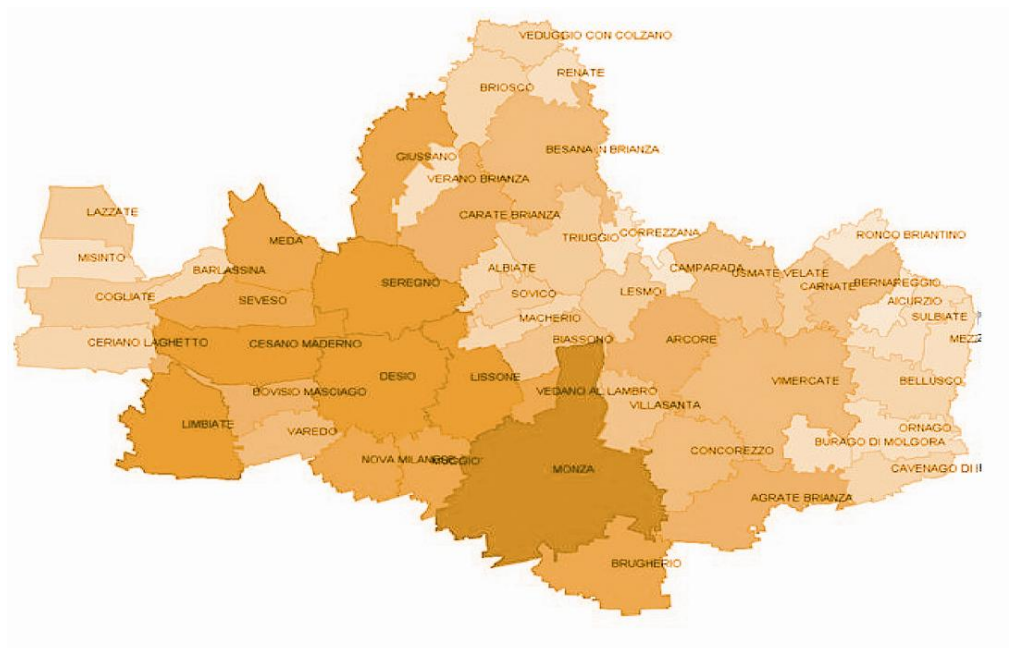 VEDUGGIO CON COLZANO
RENATE
BRIOSCO
BESANA IN BRIANZA
GIUSSANO
VERANO BRIANZA
CARATE BRIANZA
LAZZATE
TRIUGGIO
CORREZZANA
RONCO BRIANTINO
MEDA
MISINTO
BARLASSINA
ALBIATE
CAMPARADA
USMATE VELATE
SEREGNO
BERNAREGGIO
CARNATE
COGLIATE
SEVESO
SOVICO
LESMO
AICURZIO
MACHERIO
SULBIATE
CERIANO LAGHETTO
CESANO MADERNO
BIASSONO
ARCORE
MEZZ
DESIO
LISSONE
VIMERCATE
BELLUSCO
BOVISIO MASCIAGO
VEDANO AL LAMBRO
VILLASANTA
LIMBIATE
VAREDO
ORNAGO
BURAGO DI MOLGORA
CONCOREZZO
NOVA MILANESE
MUGGIO'
MONZA
CAVENAGO DI
AGRATE BRIANZA
BRUGHERIO